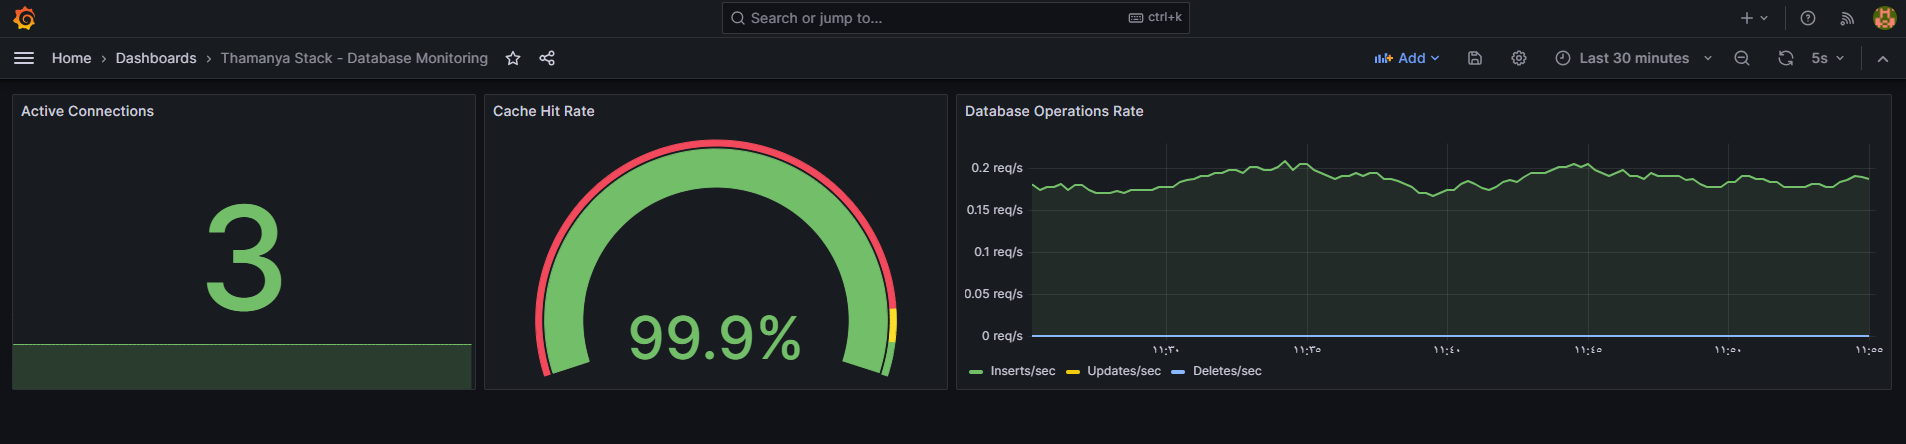 Search or jump to...
ctrl+k
Home › Dashboards › Thamanya Stack - Database Monitoring
Add
Last 30 minutes
5s
Active Connections
3
Cache Hit Rate
99.9%
Database Operations Rate
0.2 req/s
0.15 req/s
0.1 req/s
0.05 req/s
0 req/s
١١:٣٠ ١١:٣٥ ١١:٤٠ ١١:٤٥ ١١:٥٠ ١١:٥٥
Inserts/sec Updates/sec Deletes/sec